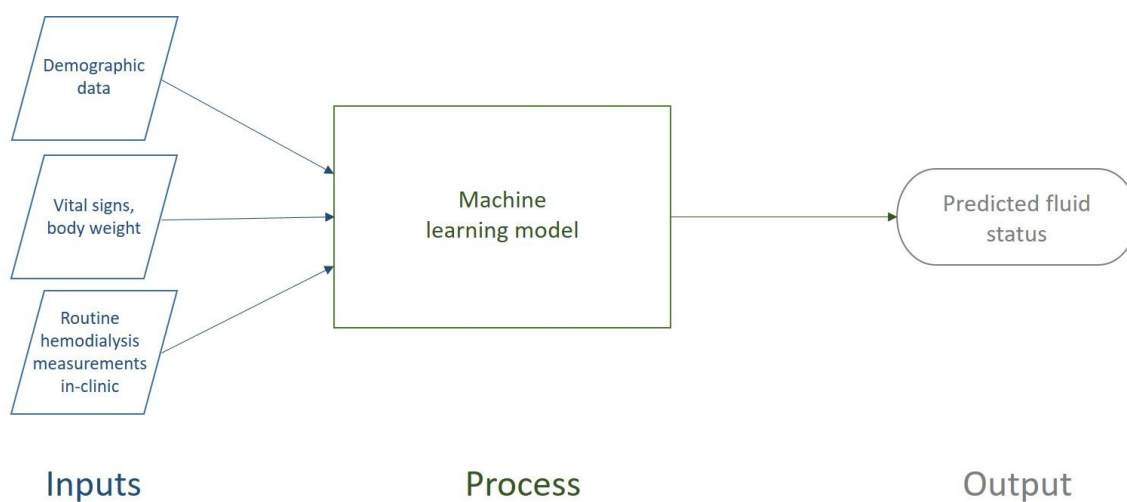 Demographic
data
Vital signs,
body weight
Routine
hemodialysis
measurements
in-clinic
Machine
learning model
Predicted fluid
status
Inputs
Process
Output